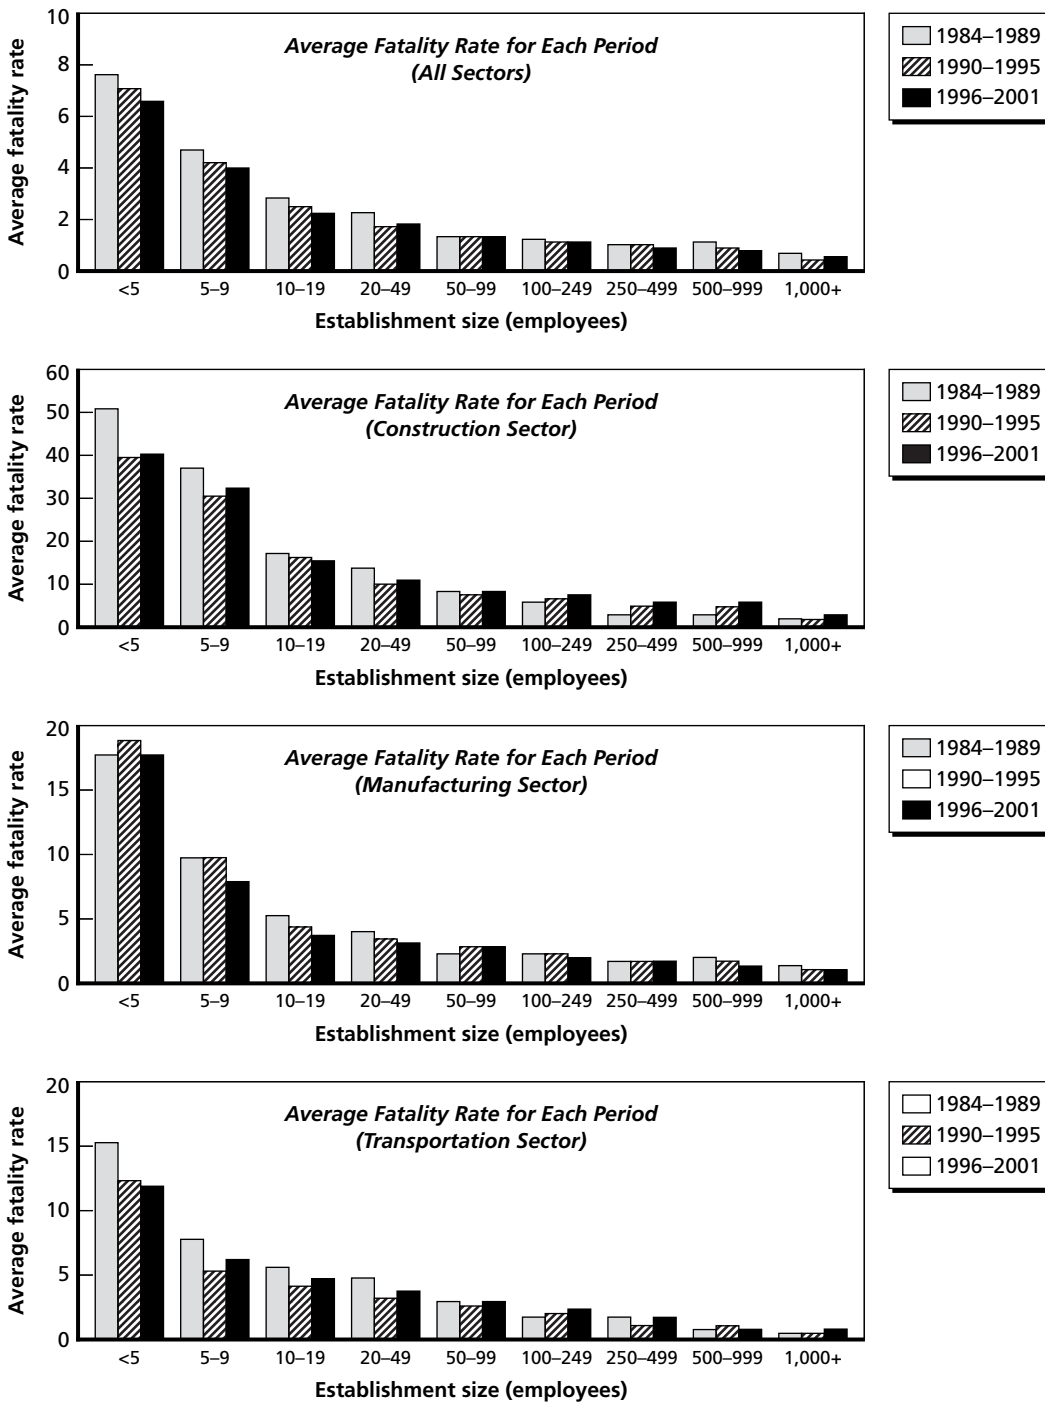 Average Fatality Rate for Each Period
(All Sectors)
Average fatality rate
10
8
6
4
2
0
<5 5–9 10–19 20–49 50–99 100–249 250–499 500–999 1,000+
Establishment size (employees)
1984–1989
1990–1995
1996–2001
Average Fatality Rate for Each Period
(Construction Sector)
Average fatality rate
60
50
40
30
20
10
0
<5 5–9 10–19 20–49 50–99 100–249 250–499 500–999 1,000+
Establishment size (employees)
1984–1989
1990–1995
1996–2001
Average Fatality Rate for Each Period
(Manufacturing Sector)
Average fatality rate
20
15
10
5
0
<5 5–9 10–19 20–49 50–99 100–249 250–499 500–999 1,000+
Establishment size (employees)
1984–1989
1990–1995
1996–2001
Average Fatality Rate for Each Period
(Transportation Sector)
Average fatality rate
20
15
10
5
0
<5 5–9 10–19 20–49 50–99 100–249 250–499 500–999 1,000+
Establishment size (employees)
1984–1989
1990–1995
1996–2001